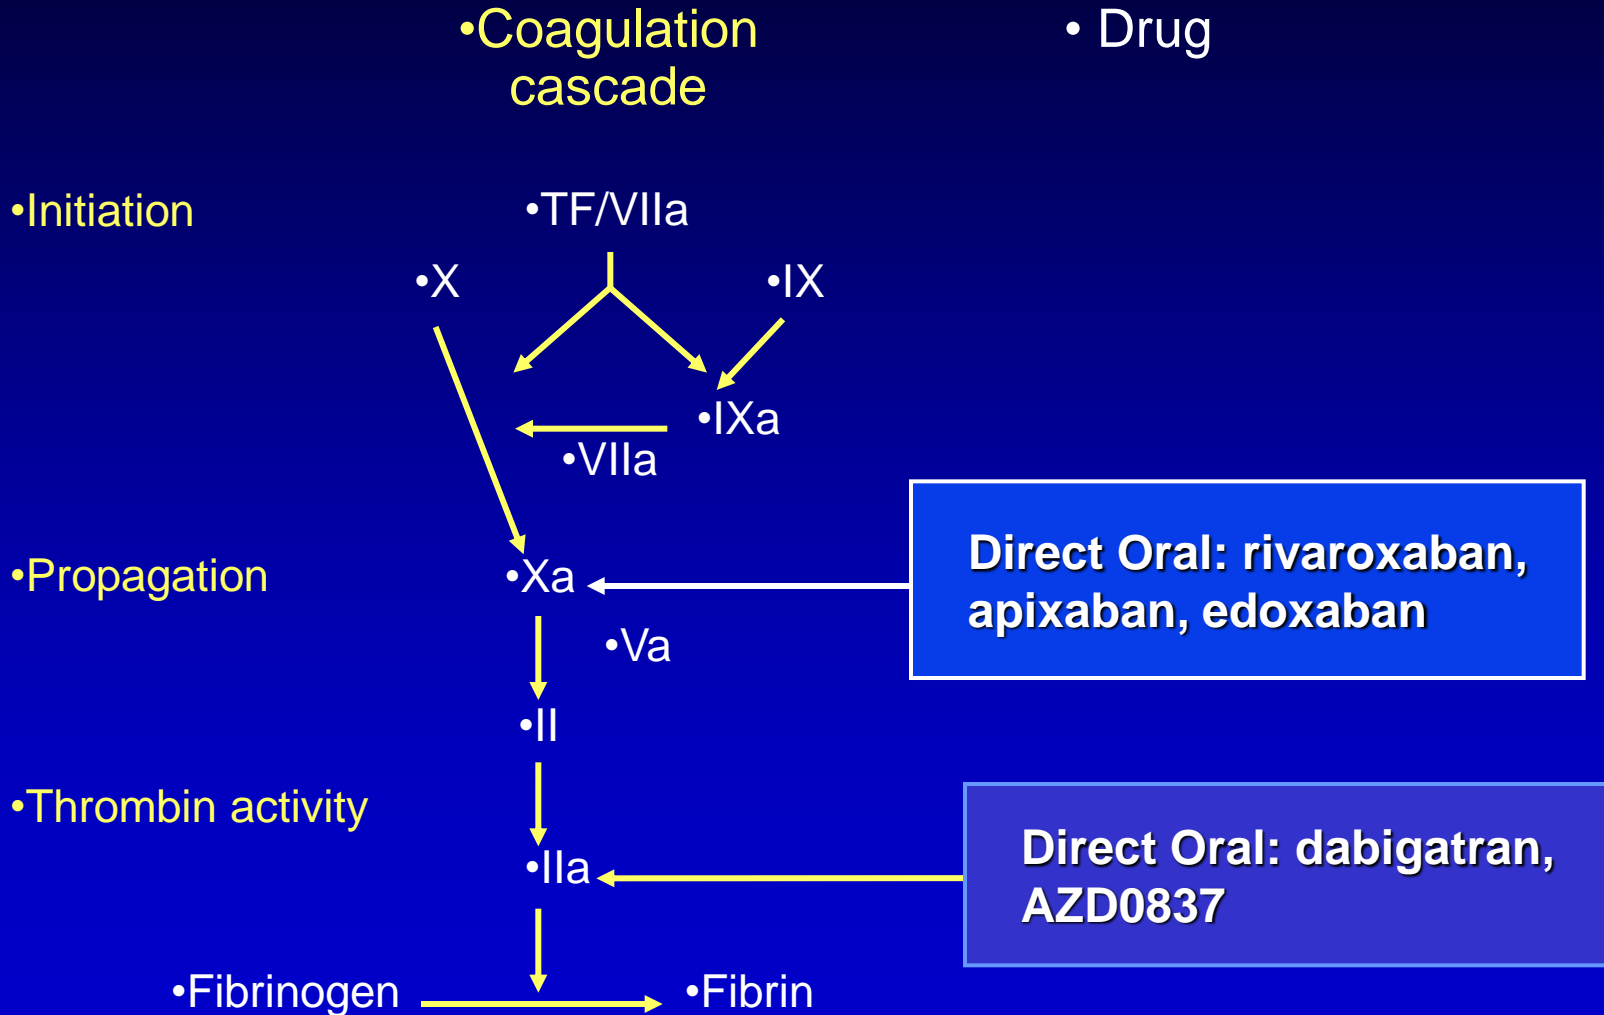 •Coagulation
cascade
• Drug
•Initiation
•TF/VIIa
•X
•IX
•IXa
•VIIa
•Propagation
•Xa
Direct Oral: rivaroxaban,
apixaban, edoxaban
•Va
•II
•Thrombin activity
•IIa
Direct Oral: dabigatran,
AZD0837
•Fibrinogen
•Fibrin